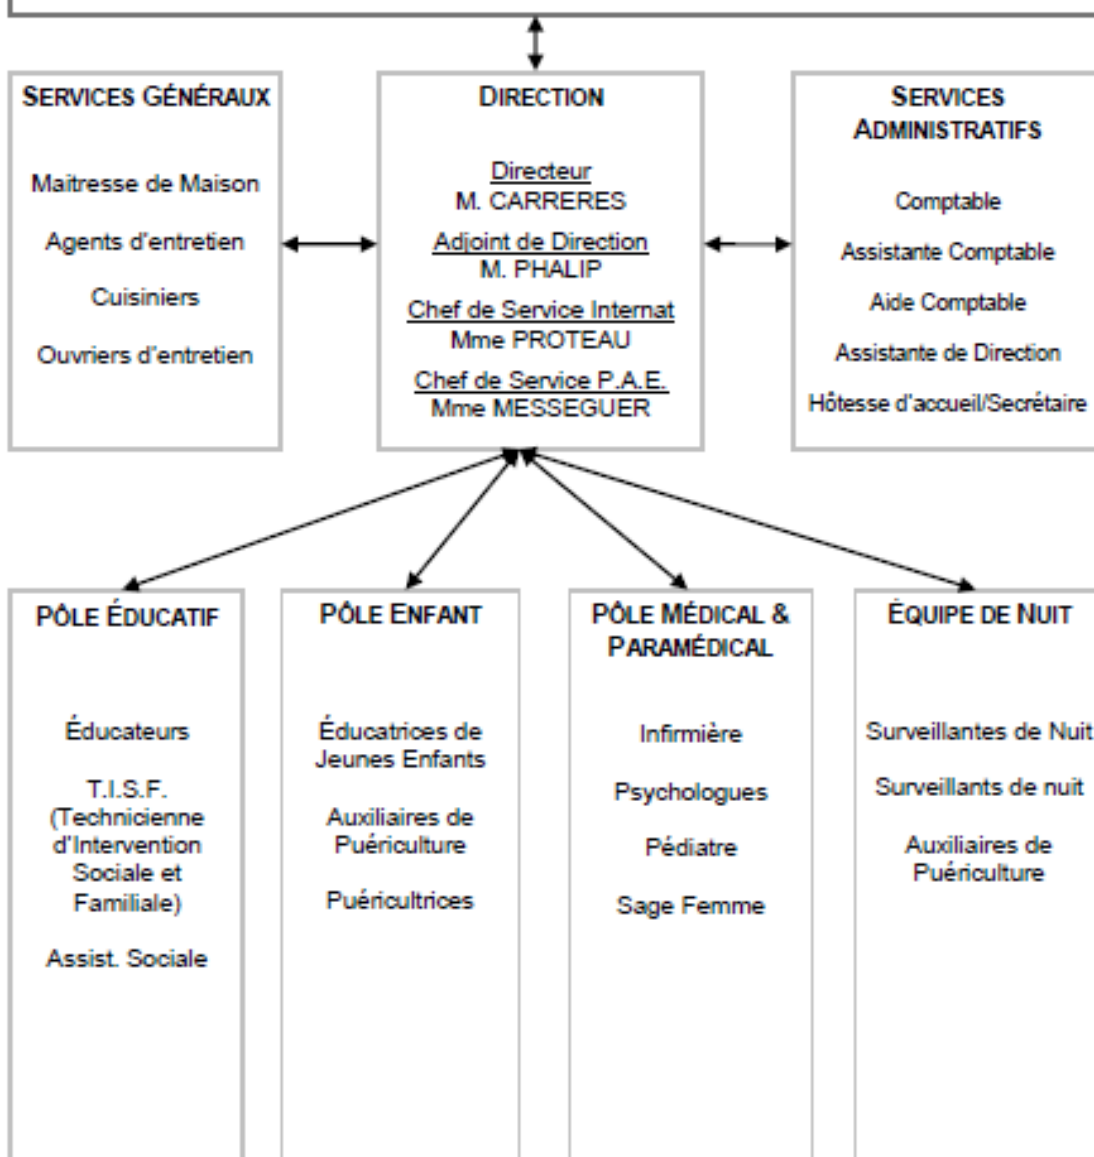 SERVICES GÉNÉRAUX
Maitresse de Maison
Agents d'entretien
Cuisiniers
Ouvriers d'entretien
DIRECTION
Directeur
M. CARRERES
Adjoint de Direction
M. PHALIP
Chef de Service Internat
Mme PROTEAU
Chef de Service P.A.E.
Mme MESSEGUER
SERVICES
ADMINISTRATIFS
Comptable
Assistante Comptable
Aide Comptable
Assistante de Direction
Hôtesse d'accueil/Secrétaire
PÔLE ÉDUCATIF
Éducateurs
T.I.S.F.
(Technicienne
d'Intervention
Sociale et
Familiale)
Assist. Sociale
PÔLE ENFANT
Éducatrices de
Jeunes Enfants
Auxiliaires de
Puériculture
Puéricultrices
PÔLE MÉDICAL &
PARAMÉDICAL
Infirmière
Psychologues
Pédiatre
Sage Femme
ÉQUIPE DE NUIT
Surveillantes de Nuit
Surveillants de nuit
Auxiliaires de
Puériculture